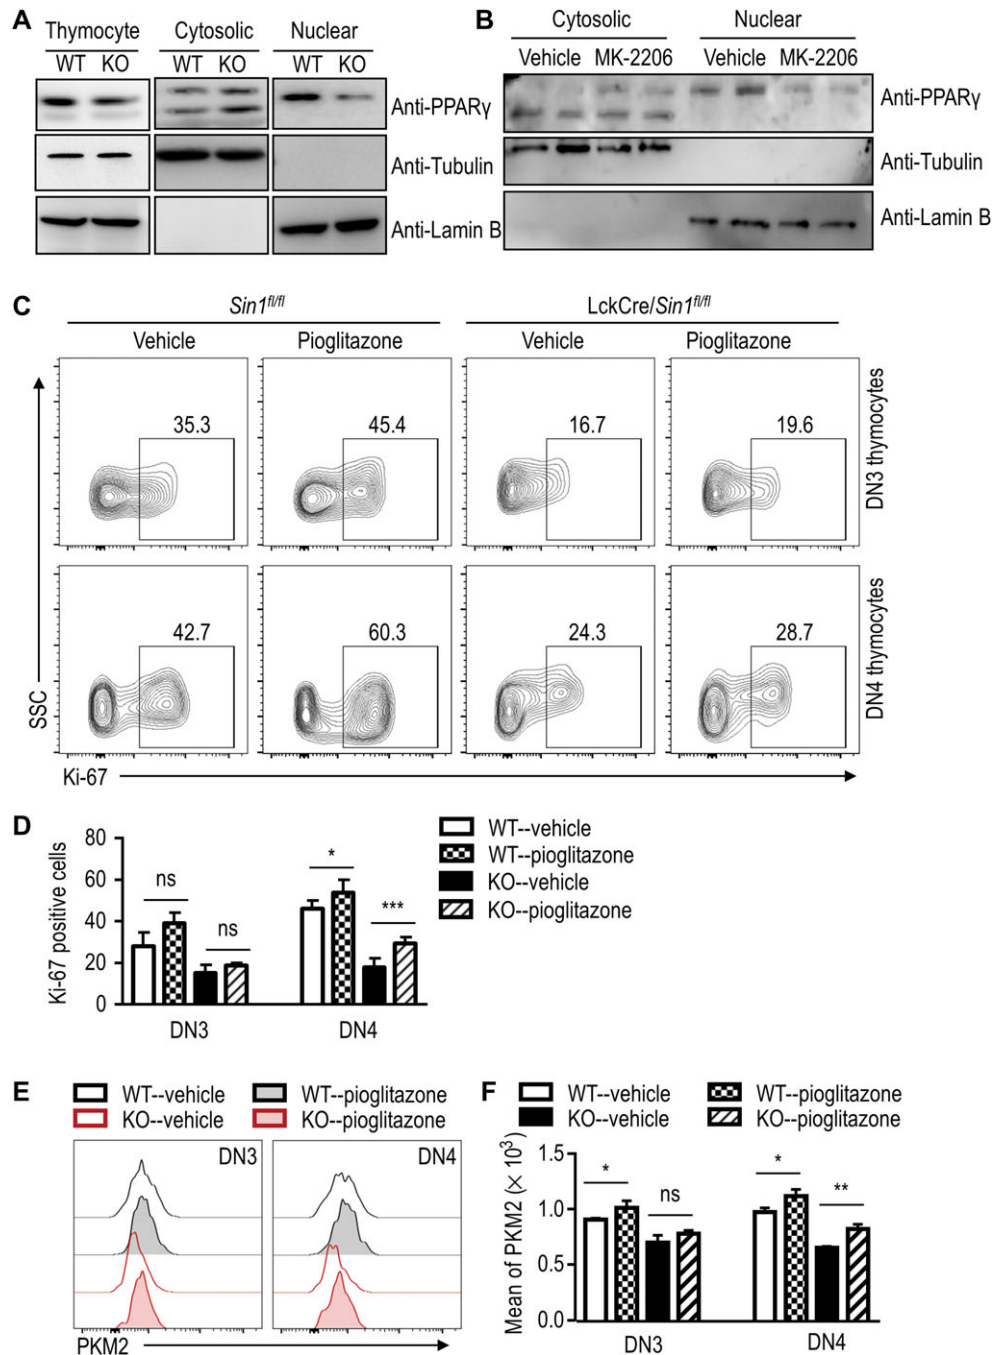 A
Thymocyte Cytosolic Nuclear
WT KO WT KO WT KO
Anti-PPARγ
Anti-Tubulin
Anti-Lamin B
B
Cytosolic Nuclear
Vehicle MK-2206 Vehicle MK-2206
Anti-PPARγ
Anti-Tubulin
Anti-Lamin B
C
Sin1fl/fl LckCre/Sin1fl/fl
Vehicle Pioglitazone Vehicle Pioglitazone
35.3 45.4 16.7 19.6
DN3 thymocytes
42.7 60.3 24.3 28.7
DN4 thymocytes
SSC
Ki-67
D
Ki-67 positive cells
80
60
40
20
0
ns ns * ***
DN3 DN4
WT--vehicle
WT--pioglitazone
KO--vehicle
KO--pioglitazone
E
WT--vehicle WT--pioglitazone
KO--vehicle KO--pioglitazone
DN3 DN4
PKM2
F
WT--vehicle WT--pioglitazone
KO--vehicle KO--pioglitazone
Mean of PKM2 (× 10³)
1.5
1.0
0.5
0.0
* ns * **
DN3 DN4